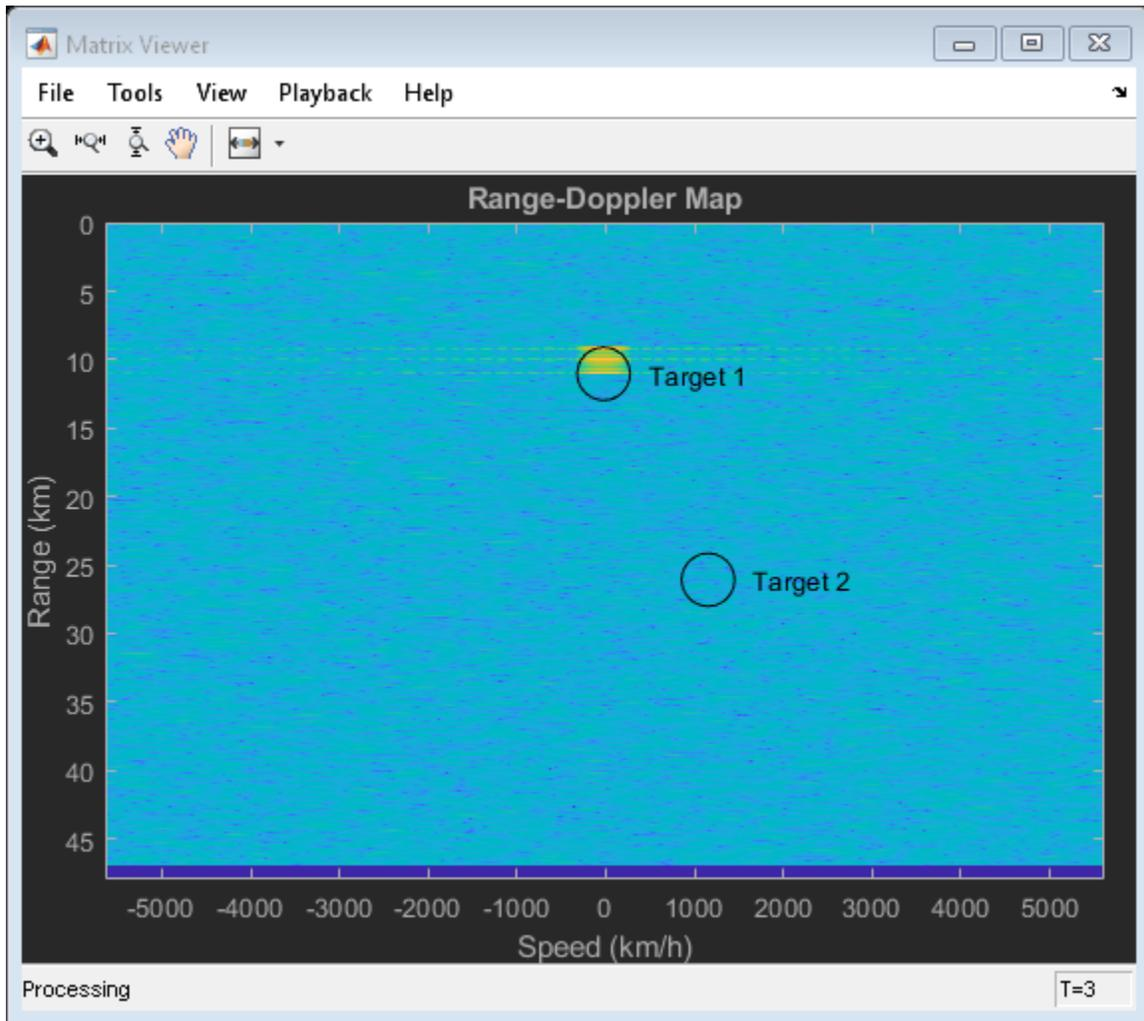 Matrix Viewer
File Tools View Playback Help
Range-Doppler Map
0
5
10
15
20
25
30
35
40
45
Range (km)
Target 1
Target 2
-5000 -4000 -3000 -2000 -1000 0 1000 2000 3000 4000 5000
Speed (km/h)
Processing T=3